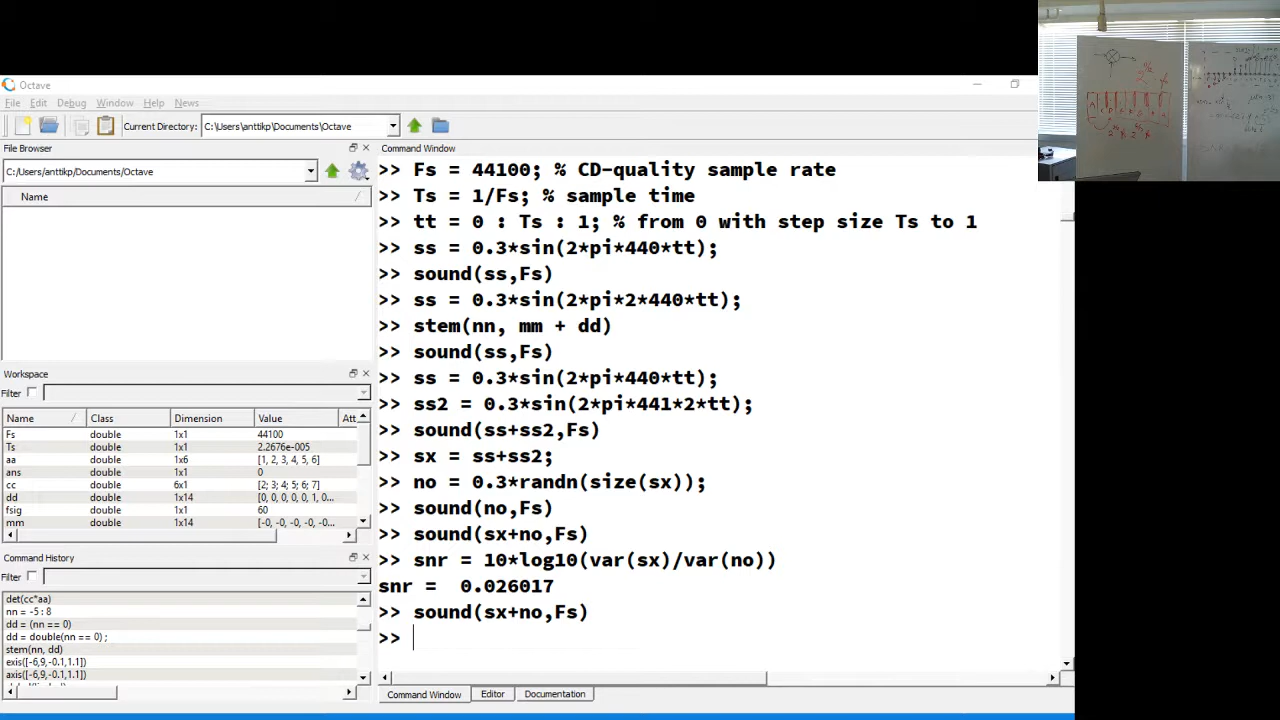 Octave
File Edit Debug Window Help News
Current Directory: C:\Users\anttikp\Documents\Octave
File Browser
C:/Users/anttikp/Documents/Octave
Name
Workspace
Filter
Name Class Dimension Value Att
Fs double 1x1 44100
Ts double 1x1 2.2676e-005
aa double 1x6 [1, 2, 3, 4, 5, 6]
ans double 1x1 0
cc double 6x1 [2; 3; 4; 5; 6; 7]
dd double 1x14 [0, 0, 0, 0, 0, 1, 0...
fsig double 1x1 60
mm double 1x14 [-0, -0, -0, -0, -0...
Command History
Filter
det(cc*aa)
nn = -5 : 8
dd = (nn == 0)
dd = double(nn == 0) ;
stem(nn, dd)
exis([-6,9,-0.1,1.1])
axis([-6,9,-0.1,1.1])
Command Window
>> Fs = 44100; % CD-quality sample rate
>> Ts = 1/Fs; % sample time
>> tt = 0 : Ts : 1; % from 0 with step size Ts to 1
>> ss = 0.3*sin(2*pi*440*tt);
>> sound(ss,Fs)
>> ss = 0.3*sin(2*pi*2*440*tt);
>> stem(nn, mm + dd)
>> sound(ss,Fs)
>> ss = 0.3*sin(2*pi*440*tt);
>> ss2 = 0.3*sin(2*pi*441*2*tt);
>> sound(ss+ss2,Fs)
>> sx = ss+ss2;
>> no = 0.3*randn(size(sx));
>> sound(no,Fs)
>> sound(sx+no,Fs)
>> snr = 10*log10(var(sx)/var(no))
snr = 0.026017
>> sound(sx+no,Fs)
>>
Command Window Editor Documentation